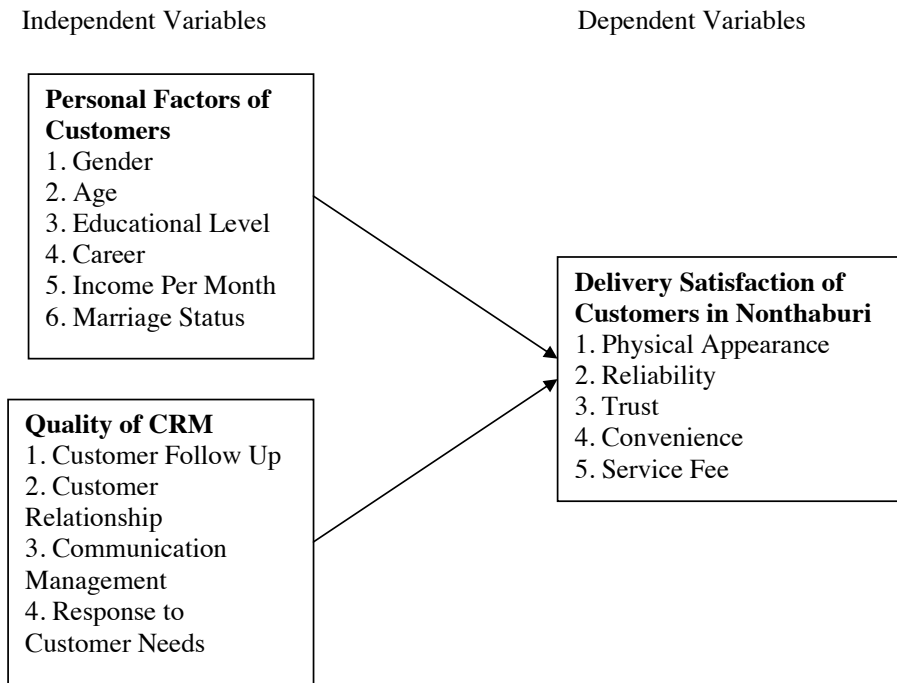 Independent Variables
Dependent Variables
Personal Factors of
Customers
1. Gender
2. Age
3. Educational Level
4. Career
5. Income Per Month
6. Marriage Status
Quality of CRM
1. Customer Follow Up
2. Customer
Relationship
3. Communication
Management
4. Response to
Customer Needs
Delivery Satisfaction of
Customers in Nonthaburi
1. Physical Appearance
2. Reliability
3. Trust
4. Convenience
5. Service Fee